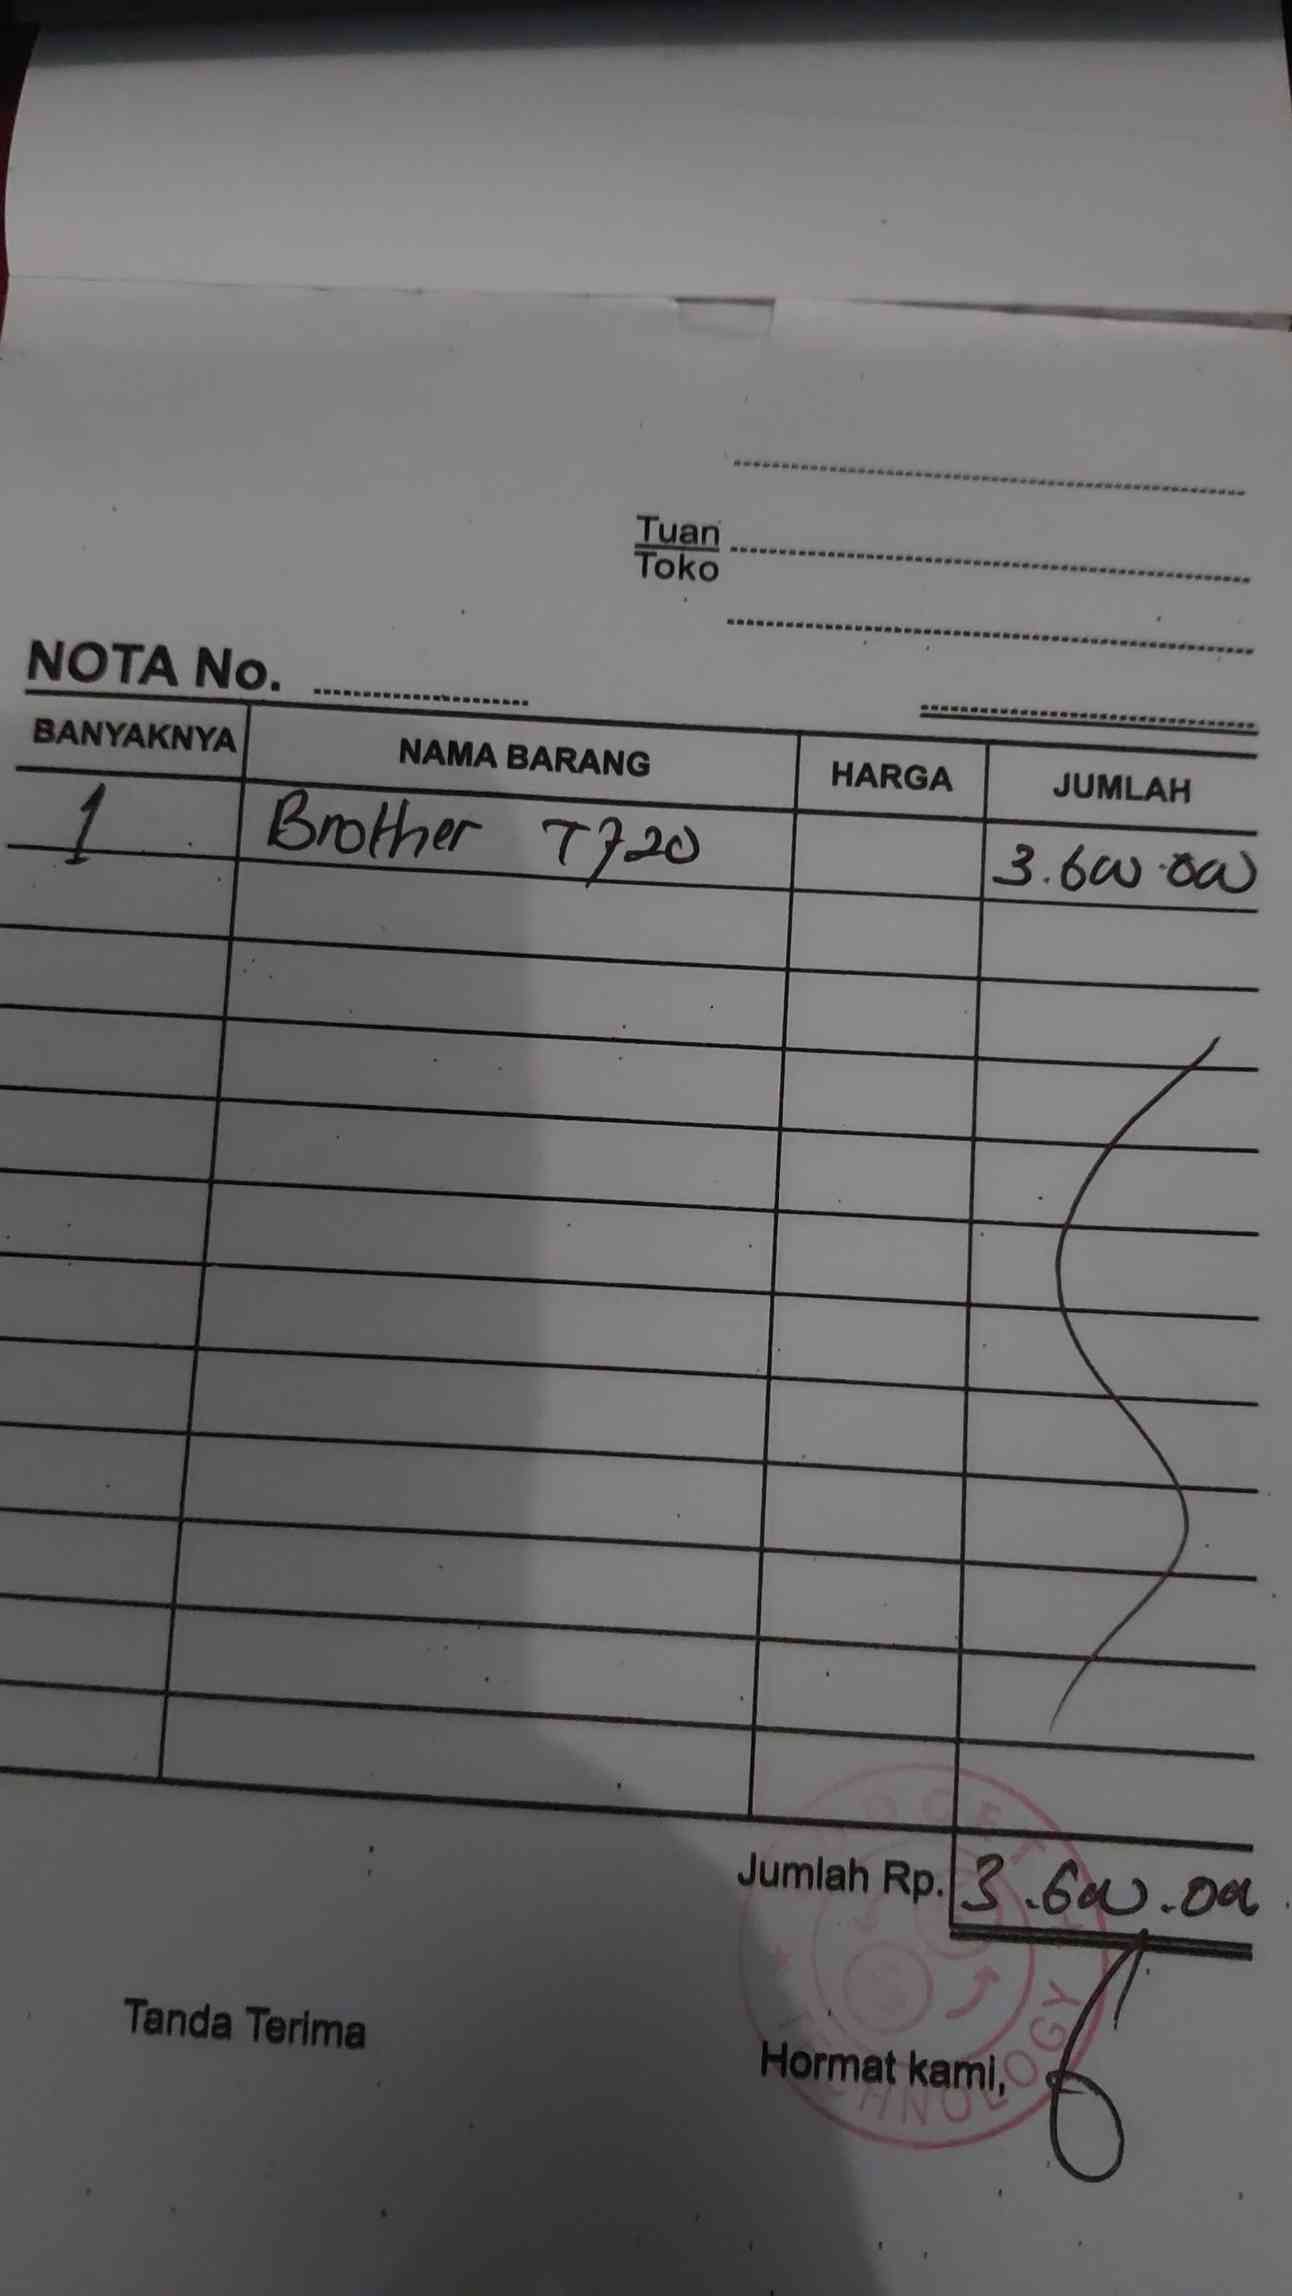 Tuan
Toko
NOTA No.
BANYAKNYA NAMA BARANG HARGA JUMLAH
1 Brother T720 3.600.000
Jumlah Rp. 3.600.000
Tanda Terima
Hormat kami,
TECHNOLOGY